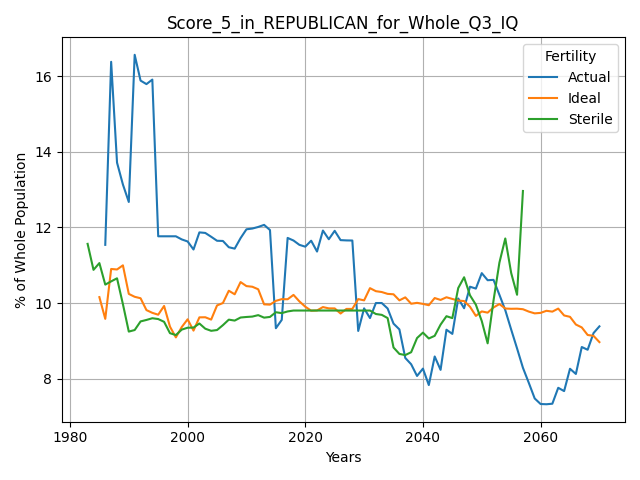 Score_5_in_REPUBLICAN_for_Whole_Q3_IQ
Fertility
Actual
Ideal
Sterile
% of Whole Population
16
14
12
10
8
1980
2000
2020
2040
2060
Years